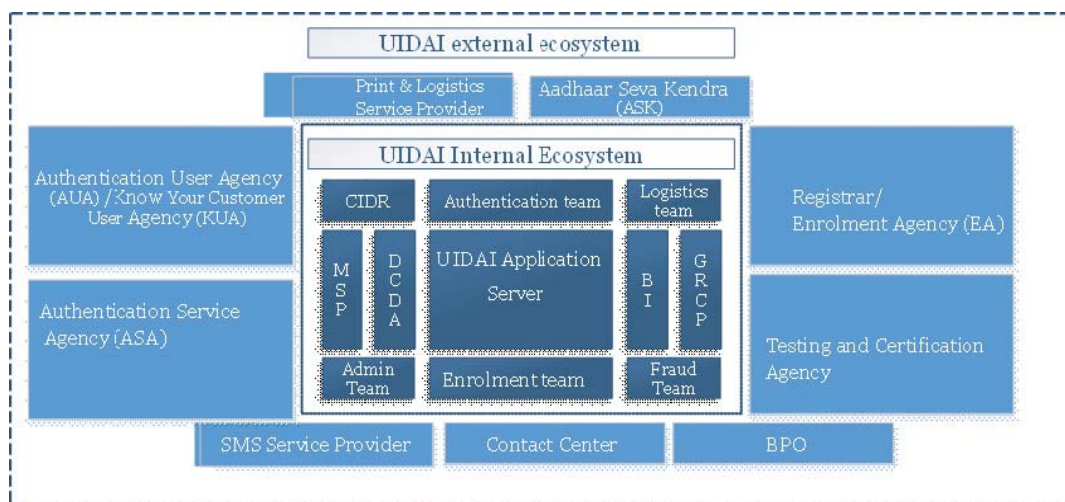 UIDAI external ecosystem
Print & Logistics
Service Provider
Aadhaar Seva Kendra
(ASK)
Authentication User Agency
(AUA) /Know Your Customer
User Agency (KUA)
Authentication Service
Agency (ASA)
UIDAI Internal Ecosystem
CIDR
Authentication team
Logistics
team
M
S
P
D
C
D
A
UIDAI Application
Server
B
I
G
R
C
P
Admin
Team
Enrolment team
Fraud
Team
Registrar/
Enrolment Agency (EA)
Testing and Certification
Agency
SMS Service Provider
Contact Center
BPO